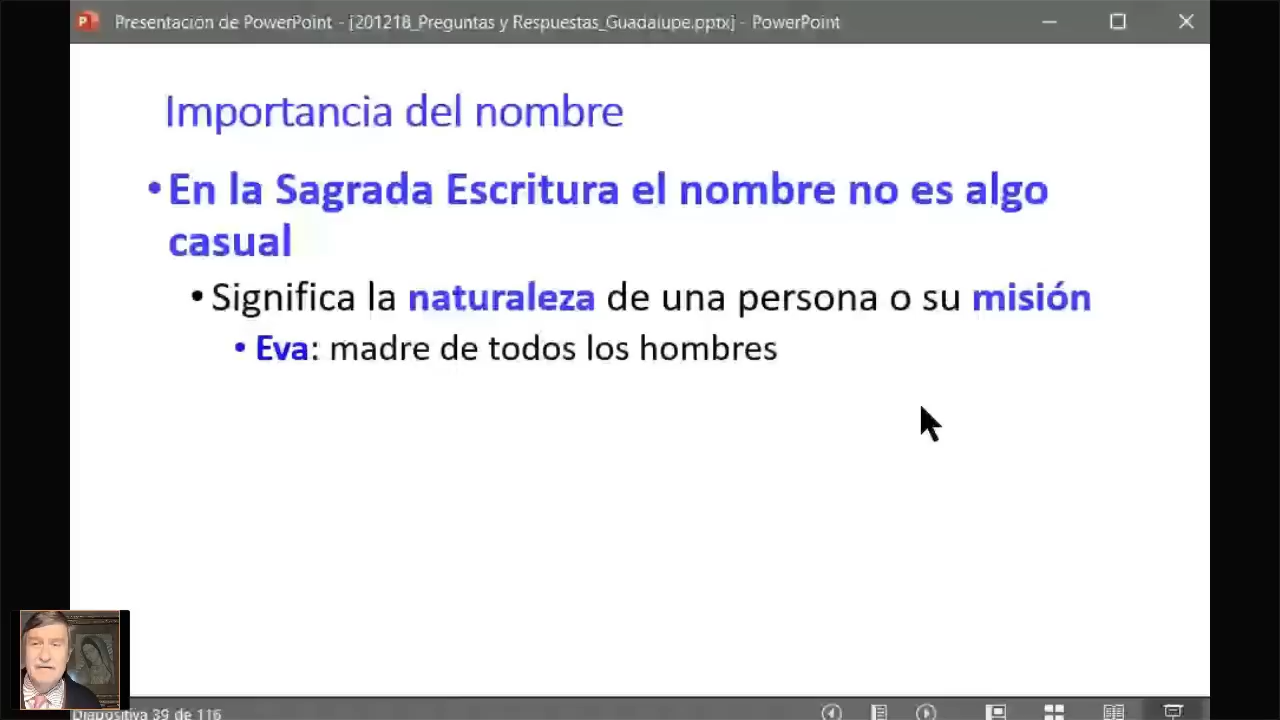 Presentación de PowerPoint - [201218_Preguntas y Respuestas_Guadalupe.pptx] - PowerPoint
Importancia del nombre
• En la Sagrada Escritura el nombre no es algo
casual
• Significa la naturaleza de una persona o su misión
• Eva: madre de todos los hombres
Diapositiva 39 de 116